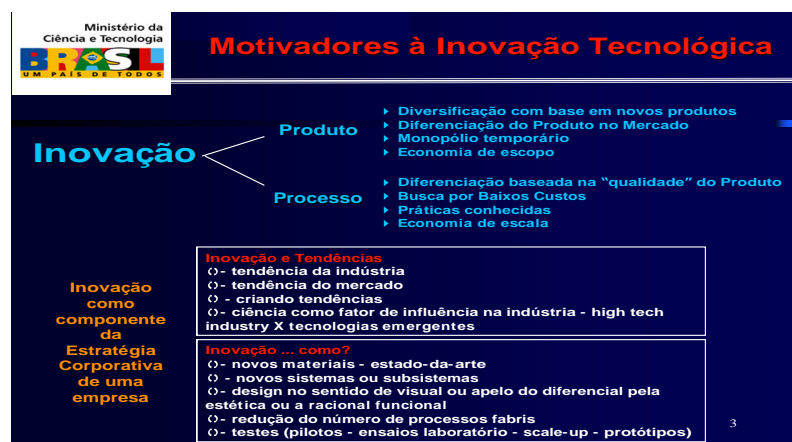 Ministério da
Ciência e Tecnologia
BRASIL
UM PAÍS DE TODOS
Motivadores à Inovação Tecnológica
Inovação
Produto
Diversificação com base em novos produtos
Diferenciação do Produto no Mercado
Monopólio temporário
Economia de escopo
Processo
Diferenciação baseada na "qualidade" do Produto
Busca por Baixos Custos
Práticas conhecidas
Economia de escala
Inovação
como
componente
da
Estratégia
Corporativa
de uma
empresa
Inovação e Tendências
- tendência da indústria
- tendência do mercado
- criando tendências
- ciência como fator de influência na indústria - high tech
industry X tecnologias emergentes
Inovação ... como?
- novos materiais - estado-da-arte
- novos sistemas ou subsistemas
- design no sentido de visual ou apelo do diferencial pela
estética ou a racional funcional
- redução do número de processos fabris
- testes (pilotos - ensaios laboratório - scale-up - protótipos)
3